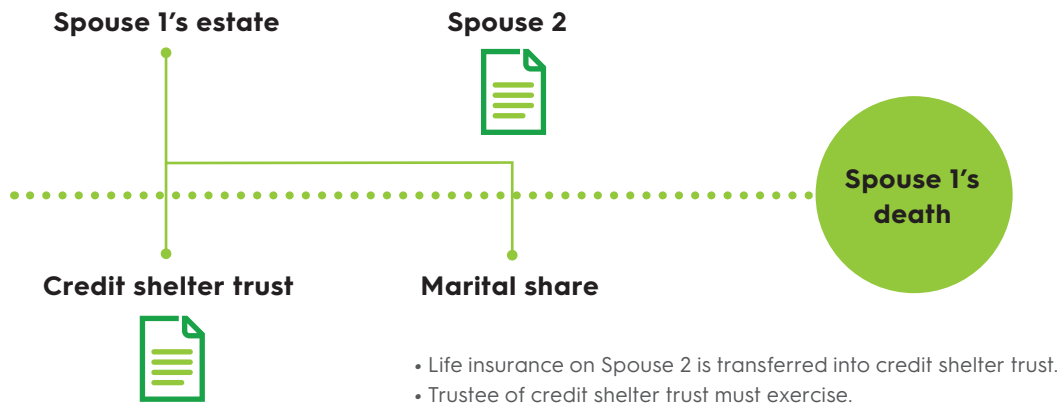 Spouse 1’s estate
Spouse 2
Spouse 1’s
death
Credit shelter trust
Marital share
• Life insurance on Spouse 2 is transferred into credit shelter trust.
• Trustee of credit shelter trust must exercise.